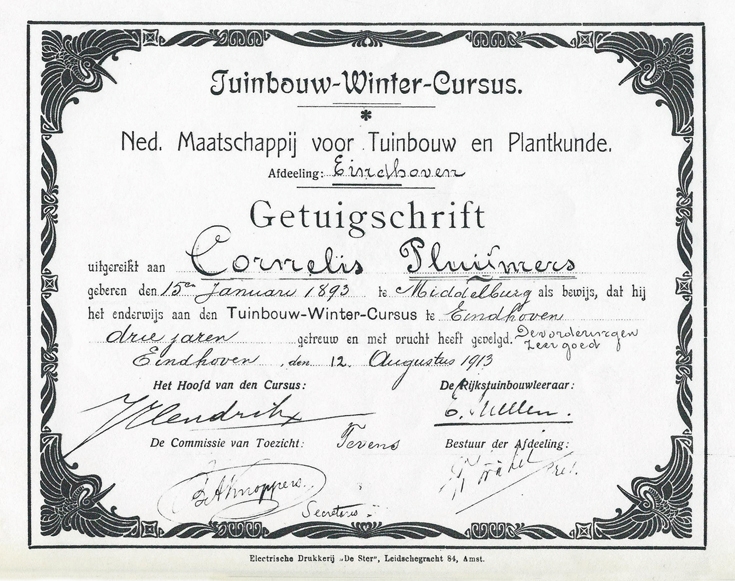 Tuinbouw-Winter-Cursus.
*
Ned. Maatschappij voor Tuinbouw en Plantkunde.
Afdeeling: Eindhoven
Getuigschrift
uitgereikt aan Cornelis Pluijmers
geboren den 15en Januari 1893 te Middelburg als bewijs, dat hij
het onderwijs aan den Tuinbouw-Winter-Cursus te Eindhoven
drie jaren getrouw en met vrucht heeft gevolgd. De vorderingen
zeer goed
Eindhoven, den 12 Augustus 1913
Het Hoofd van den Cursus: De Rijkstuinbouwleeraar:
De Commissie van Toezicht: Tevens Bestuur der Afdeeling:
Secretaris.
Electrische Drukkerij „De Ster", Leidschegracht 84, Amst.